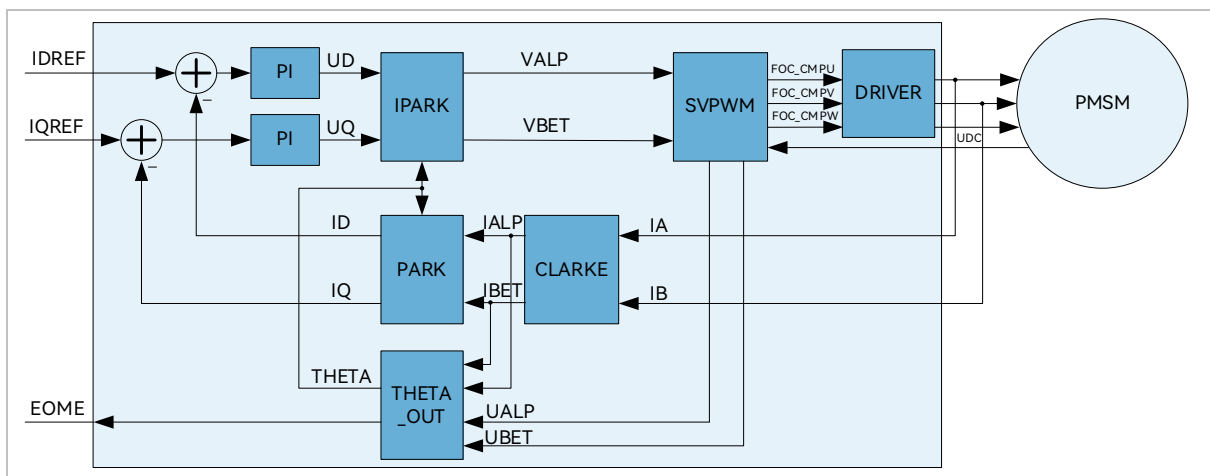 IDREF
PI
UD
IPARK
VALP
SVPWM
FOC_CMPU
FOC_CMPV
FOC_CMPW
DRIVER
PMSM
UDC
IQREF
PI
UQ
VBET
ID
PARK
IALP
CLARKE
IA
IQ
IBET
IB
THETA
THETA
_OUT
UALP
UBET
EOME